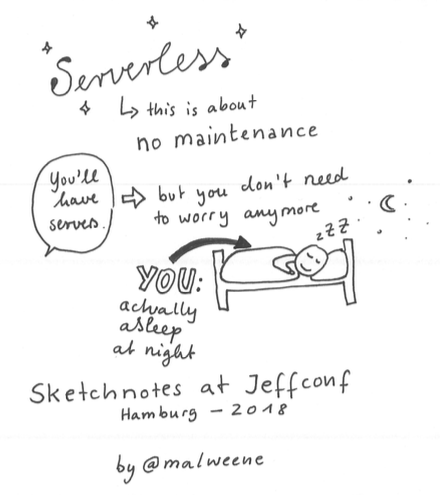 Serverless
↳ this is about
no maintenance
You'll
have
serves.
⇨ but you don't need
to worry anymore
zZZ
YOU:
actually
asleep
at night
Sketchnotes at Jeffconf
Hamburg - 2018
by @malweene